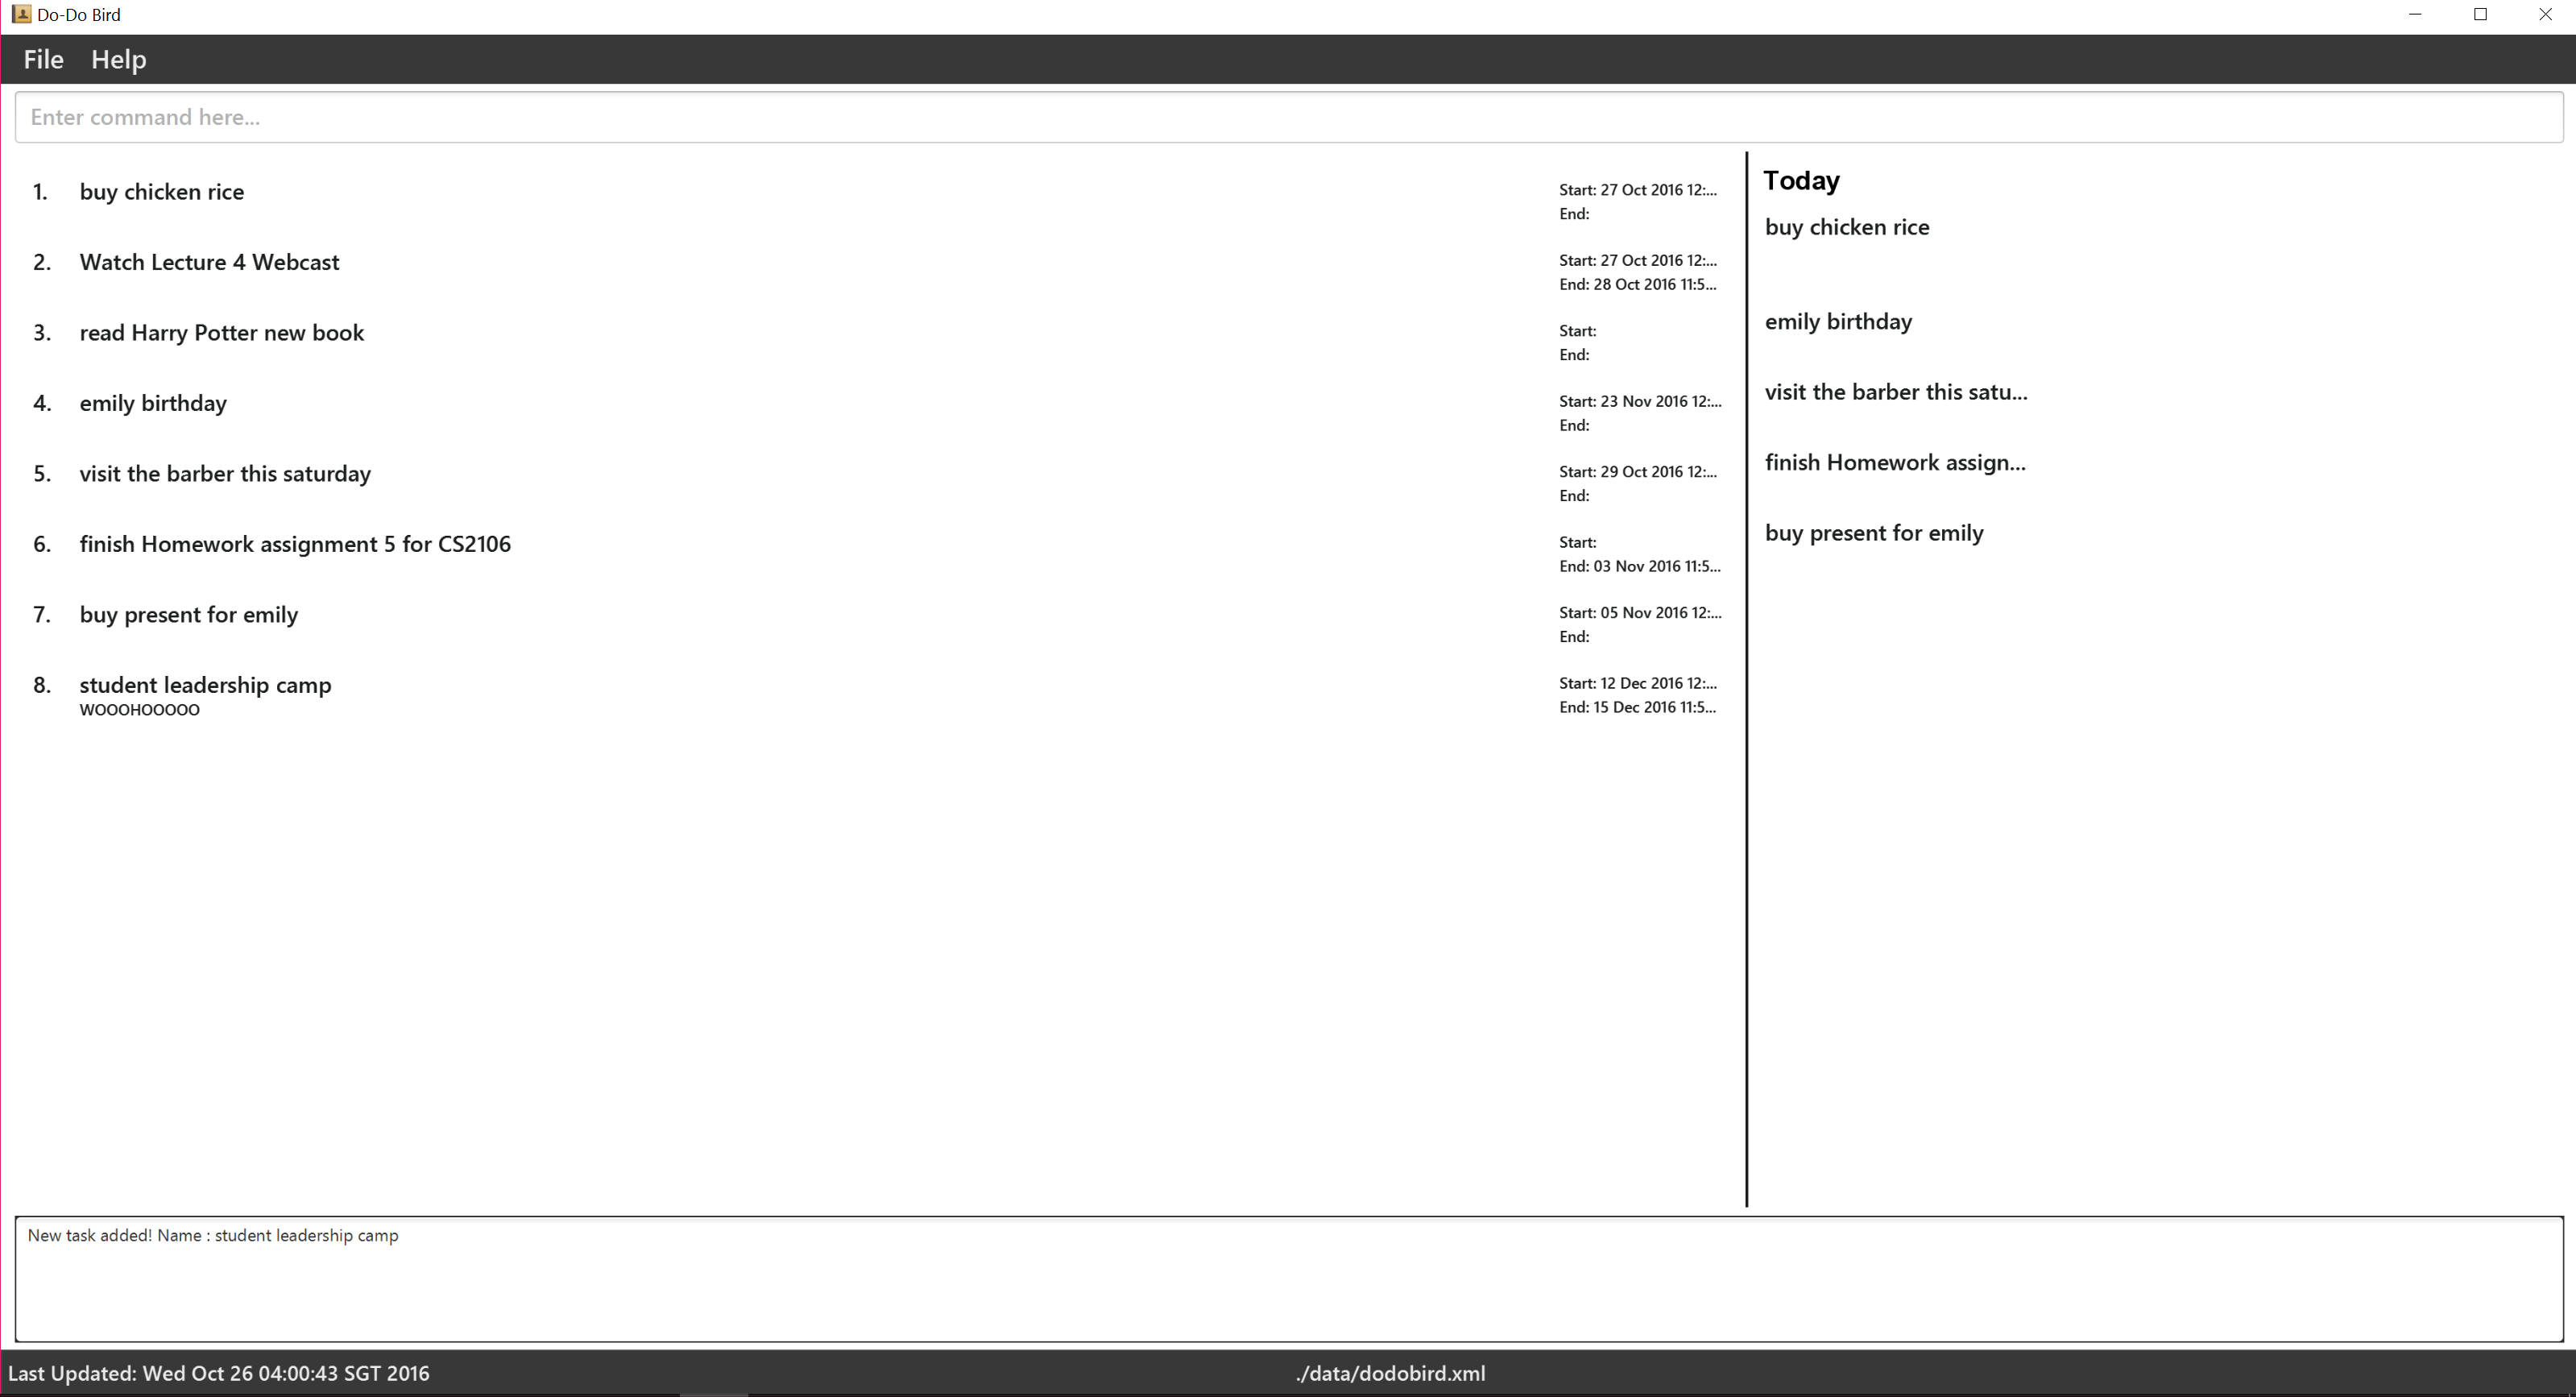 Do-Do Bird
File Help
Enter command here...
1. buy chicken rice
Start: 27 Oct 2016 12:...
End:
2. Watch Lecture 4 Webcast
Start: 27 Oct 2016 12:...
End: 28 Oct 2016 11:5...
3. read Harry Potter new book
Start:
End:
4. emily birthday
Start: 23 Nov 2016 12:...
End:
5. visit the barber this saturday
Start: 29 Oct 2016 12:...
End:
6. finish Homework assignment 5 for CS2106
Start:
End: 03 Nov 2016 11:5...
7. buy present for emily
Start: 05 Nov 2016 12:...
End:
8. student leadership camp
WOOOHOOOOO
Start: 12 Dec 2016 12:...
End: 15 Dec 2016 11:5...
Today
buy chicken rice
emily birthday
visit the barber this satu...
finish Homework assign...
buy present for emily
New task added! Name : student leadership camp
Last Updated: Wed Oct 26 04:00:43 SGT 2016
./data/dodobird.xml